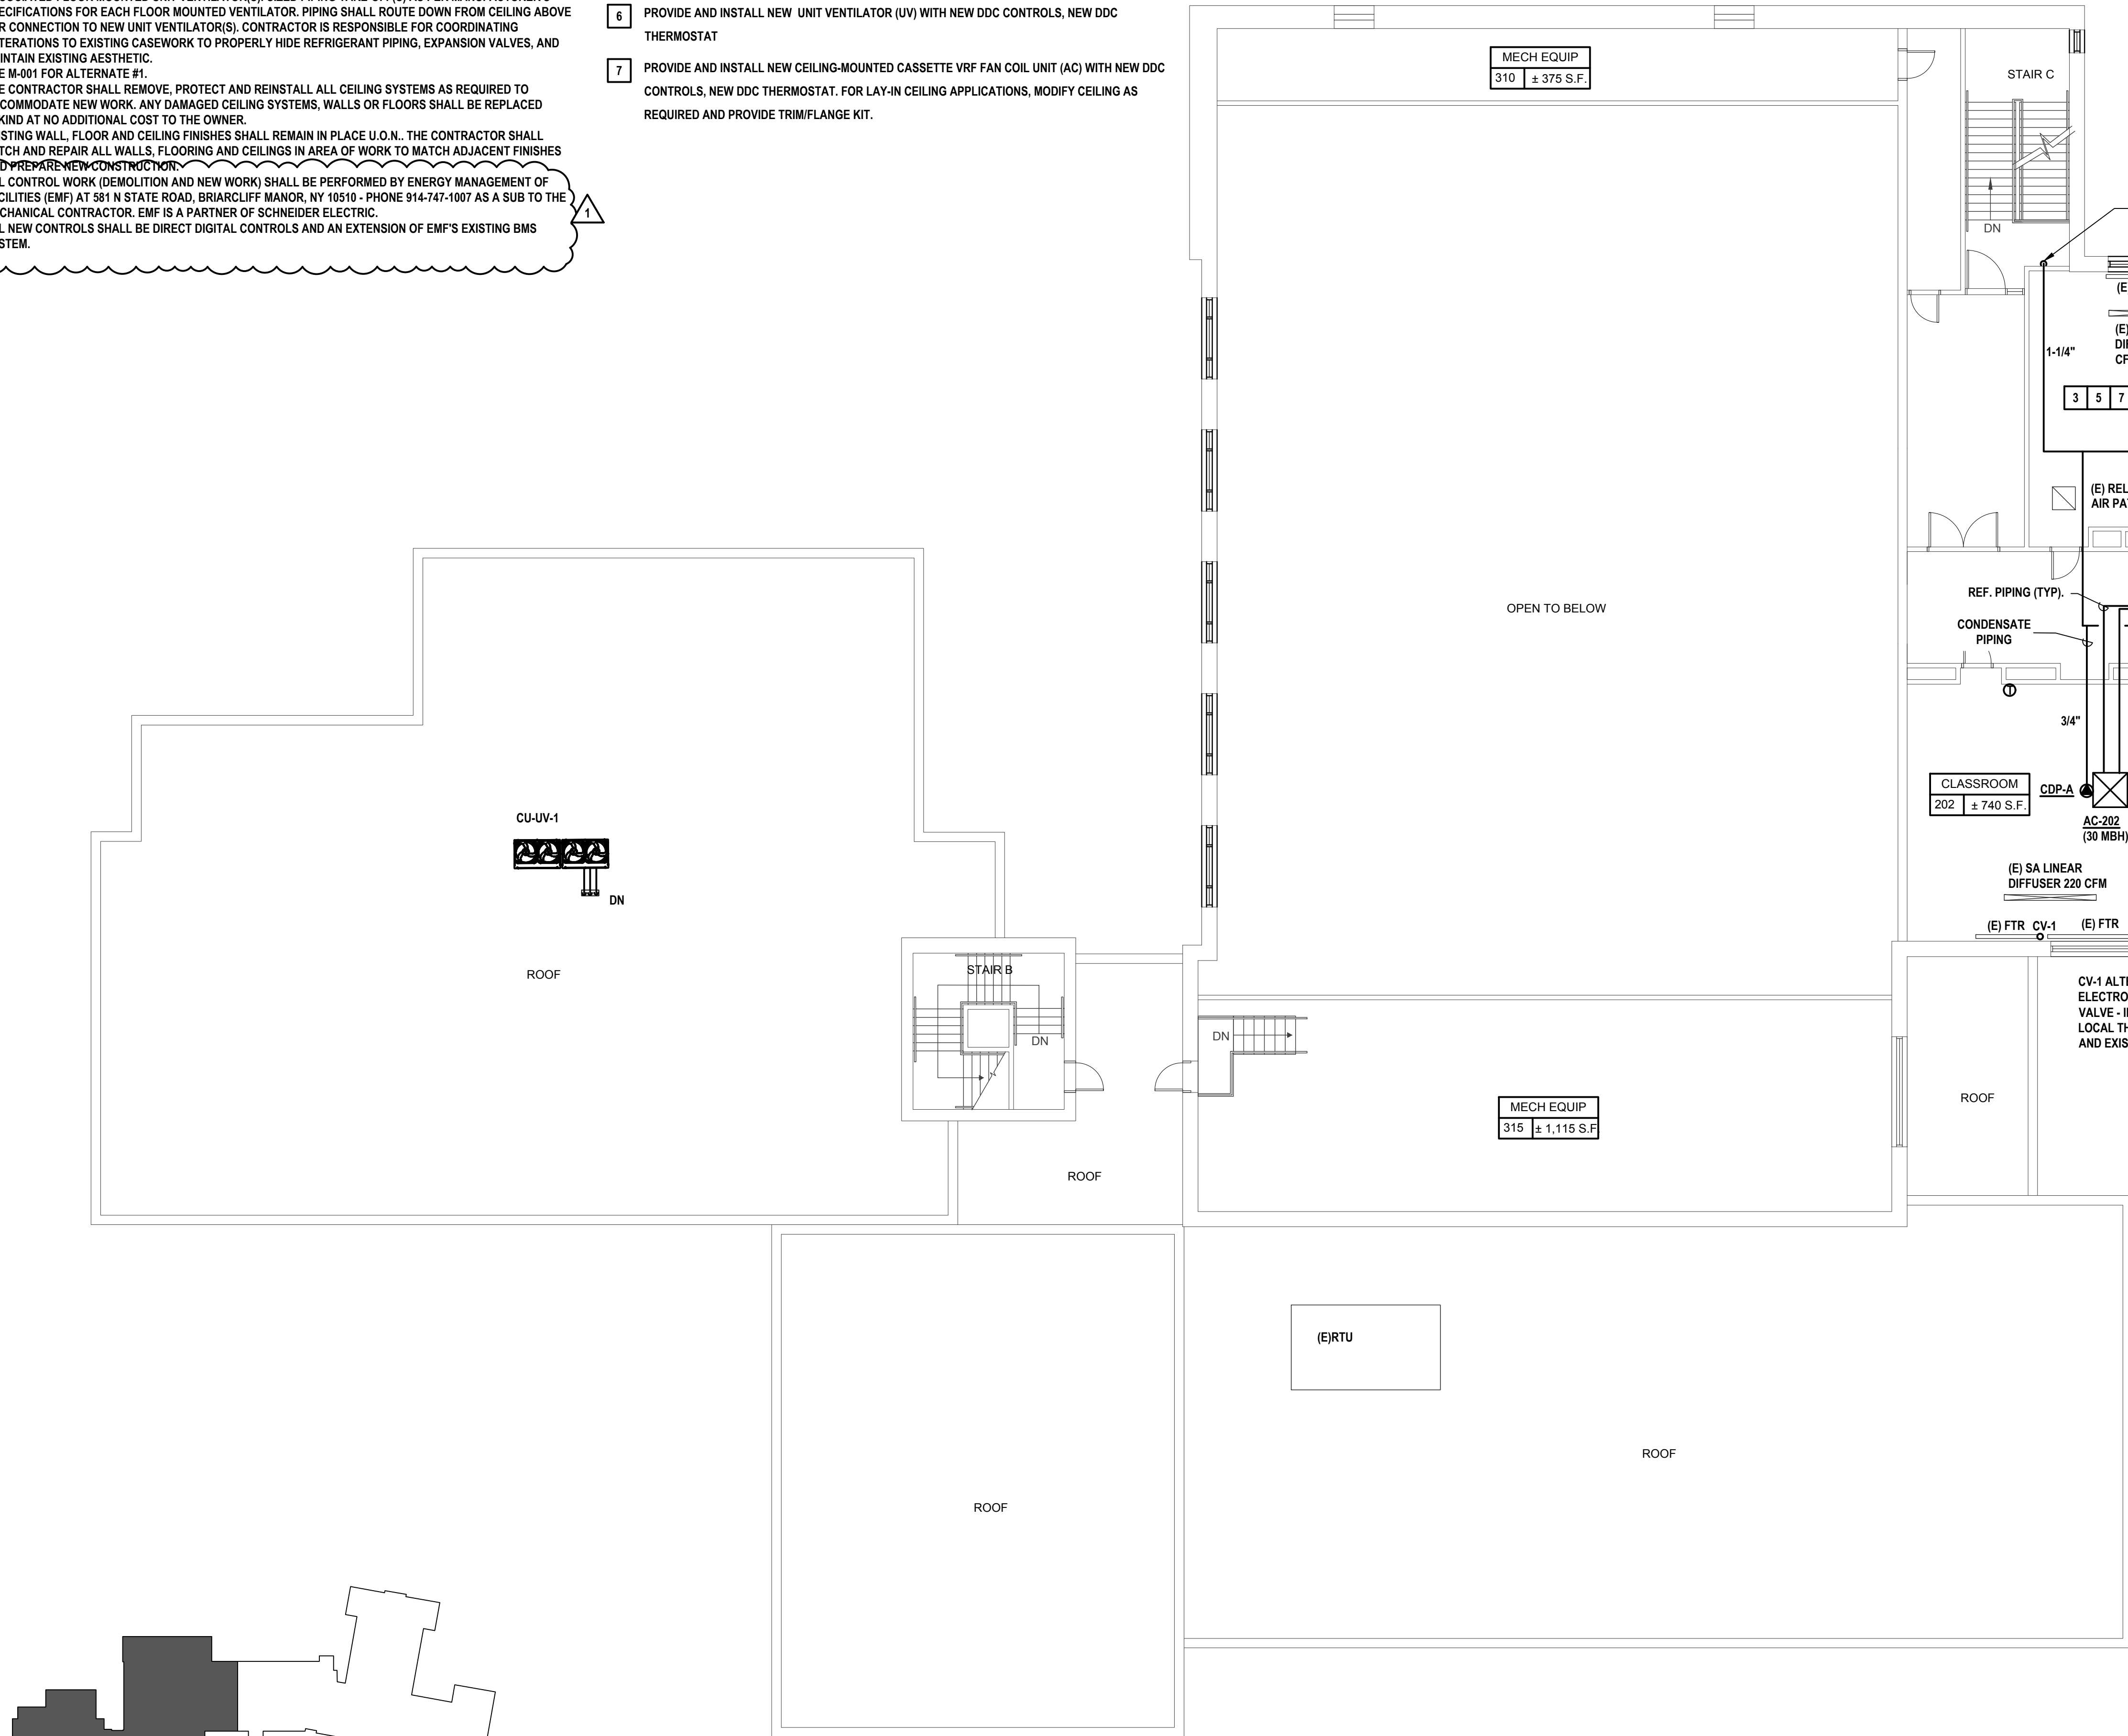 SPECIFICATIONS FOR EACH FLOOR MOUNTED VENTILATOR. PIPING SHALL ROUTE DOWN FROM CEILING ABOVE
R CONNECTION TO NEW UNIT VENTILATOR(S). CONTRACTOR IS RESPONSIBLE FOR COORDINATING
TERATIONS TO EXISTING CASEWORK TO PROPERLY HIDE REFRIGERANT PIPING, EXPANSION VALVES, AND
INTAIN EXISTING AESTHETIC.
E M-001 FOR ALTERNATE #1.
E CONTRACTOR SHALL REMOVE, PROTECT AND REINSTALL ALL CEILING SYSTEMS AS REQUIRED TO
COMMODATE NEW WORK. ANY DAMAGED CEILING SYSTEMS, WALLS OR FLOORS SHALL BE REPLACED
KIND AT NO ADDITIONAL COST TO THE OWNER.
ISTING WALL, FLOOR AND CEILING FINISHES SHALL REMAIN IN PLACE U.O.N.. THE CONTRACTOR SHALL
TCH AND REPAIR ALL WALLS, FLOORING AND CEILINGS IN AREA OF WORK TO MATCH ADJACENT FINISHES
D PREPARE NEW CONSTRUCTION.
L CONTROL WORK (DEMOLITION AND NEW WORK) SHALL BE PERFORMED BY ENERGY MANAGEMENT OF
CILITIES (EMF) AT 581 N STATE ROAD, BRIARCLIFF MANOR, NY 10510 - PHONE 914-747-1007 AS A SUB TO THE
CHANICAL CONTRACTOR. EMF IS A PARTNER OF SCHNEIDER ELECTRIC.
L NEW CONTROLS SHALL BE DIRECT DIGITAL CONTROLS AND AN EXTENSION OF EMF'S EXISTING BMS
STEM.
1
6 PROVIDE AND INSTALL NEW UNIT VENTILATOR (UV) WITH NEW DDC CONTROLS, NEW DDC
THERMOSTAT
7 PROVIDE AND INSTALL NEW CEILING-MOUNTED CASSETTE VRF FAN COIL UNIT (AC) WITH NEW DDC
CONTROLS, NEW DDC THERMOSTAT. FOR LAY-IN CEILING APPLICATIONS, MODIFY CEILING AS
REQUIRED AND PROVIDE TRIM/FLANGE KIT.
MECH EQUIP
310 ± 375 S.F.
STAIR C
DN
(E
(E)
DI
CF
1-1/4"
3 5 7
(E) REL
AIR PA
REF. PIPING (TYP).
CONDENSATE
PIPING
OPEN TO BELOW
T
3/4"
CLASSROOM
202 ± 740 S.F.
CDP-A
AC-202
(30 MBH)
(E) SA LINEAR
DIFFUSER 220 CFM
(E) FTR CV-1 (E) FTR
CV-1 ALT
ELECTRO
VALVE - I
LOCAL TH
AND EXIS
CU-UV-1
DN
ROOF
STAIR B
DN
DN
MECH EQUIP
315 ± 1,115 S.F.
ROOF
ROOF
(E)RTU
ROOF
ROOF